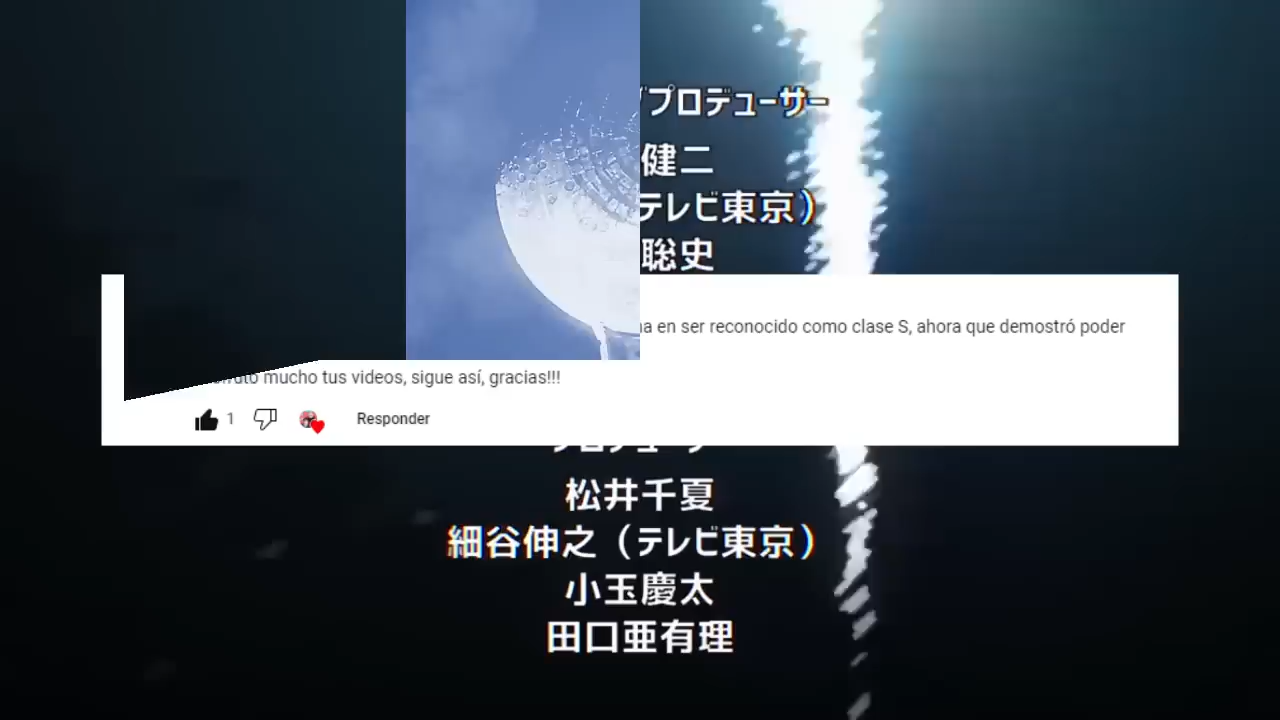 プロデューサー
健二
テレビ東京）
聡史
en ser reconocido como clase S, ahora que demostró poder
mucho tus videos, sigue así, gracias!!!
1
Responder
松井千夏
細谷伸之（テレビ東京）
小玉慶太
田口亜有理